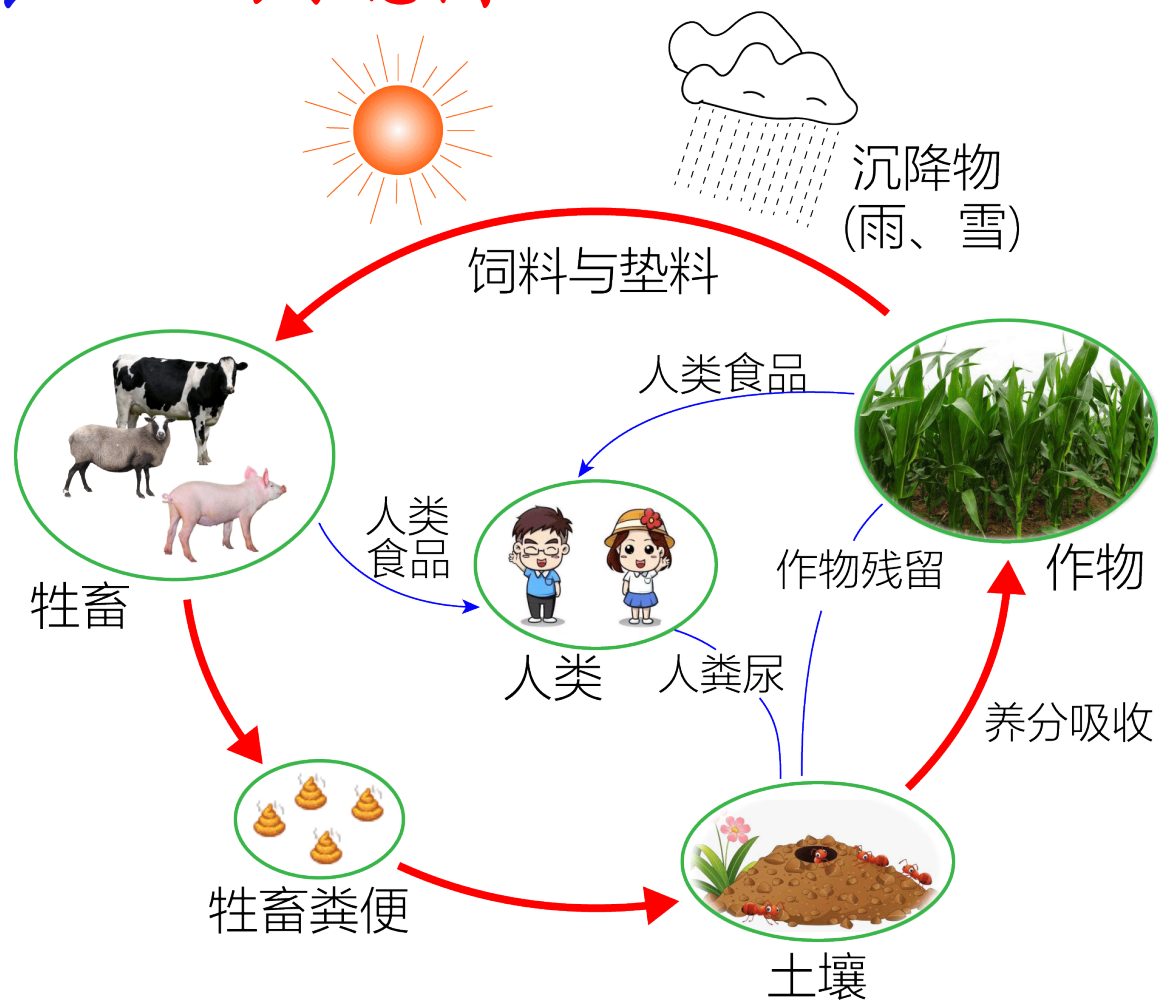 沉降物
(雨、雪)
饲料与垫料
人类食品
人类
食品
作物残留
作物
牲畜
人类
人粪尿
养分吸收
牲畜粪便
土壤